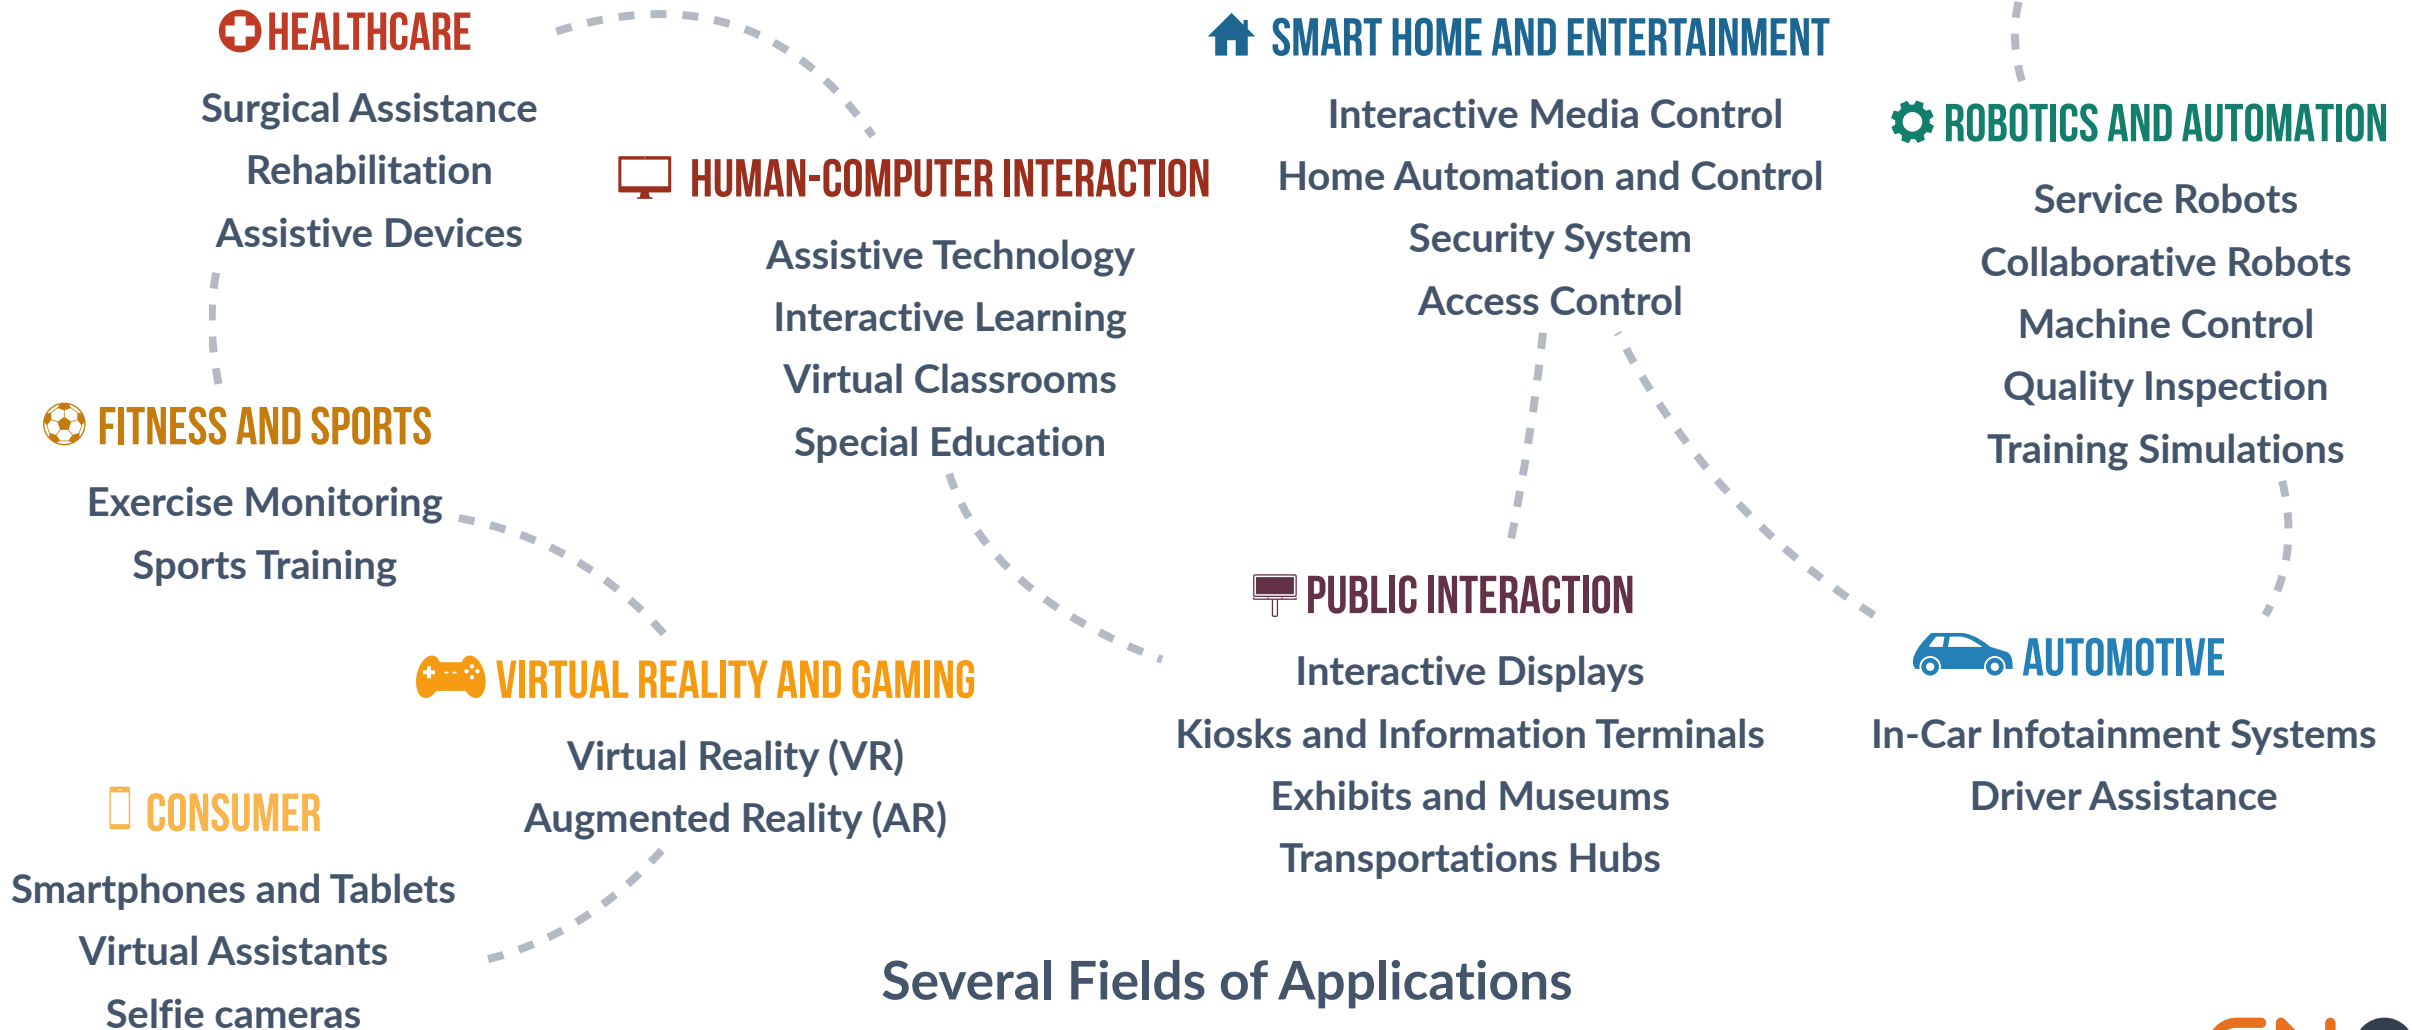 HEALTHCARE
Surgical Assistance
Rehabilitation
Assistive Devices
HUMAN-COMPUTER INTERACTION
Assistive Technology
Interactive Learning
Virtual Classrooms
Special Education
SMART HOME AND ENTERTAINMENT
Interactive Media Control
Home Automation and Control
Security System
Access Control
ROBOTICS AND AUTOMATION
Service Robots
Collaborative Robots
Machine Control
Quality Inspection
Training Simulations
FITNESS AND SPORTS
Exercise Monitoring
Sports Training
VIRTUAL REALITY AND GAMING
Virtual Reality (VR)
Augmented Reality (AR)
PUBLIC INTERACTION
Interactive Displays
Kiosks and Information Terminals
Exhibits and Museums
Transportations Hubs
AUTOMOTIVE
In-Car Infotainment Systems
Driver Assistance
CONSUMER
Smartphones and Tablets
Virtual Assistants
Selfie cameras
Several Fields of Applications